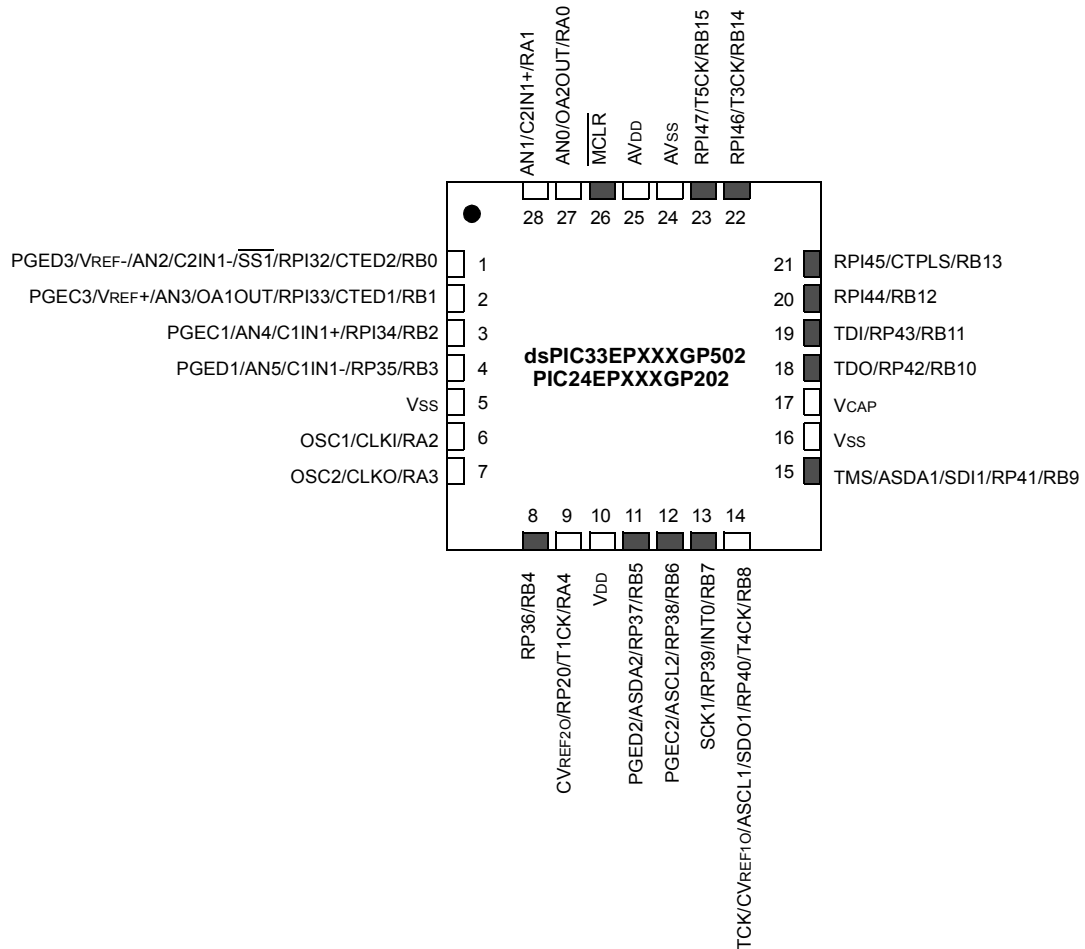 AN1/C2IN1+/RA1
AN0/OA2OUT/RA0
MCLR
AVDD
AVSS
RPI47/T5CK/RB15
RPI46/T3CK/RB14
28 27 26 25 24 23 22
PGED3/VREF-/AN2/C2IN1-/SS1/RPI32/CTED2/RB0 1
PGEC3/VREF+/AN3/OA1OUT/RPI33/CTED1/RB1 2
PGEC1/AN4/C1IN1+/RPI34/RB2 3
PGED1/AN5/C1IN1-/RP35/RB3 4
VSS 5
OSC1/CLKI/RA2 6
OSC2/CLKO/RA3 7
dsPIC33EPXXXGP502
PIC24EPXXXGP202
21 RPI45/CTPLS/RB13
20 RPI44/RB12
19 TDI/RP43/RB11
18 TDO/RP42/RB10
17 VCAP
16 VSS
15 TMS/ASDA1/SDI1/RP41/RB9
8 9 10 11 12 13 14
RP36/RB4
CVREF2O/RP20/T1CK/RA4
VDD
PGED2/ASDA2/RP37/RB5
PGEC2/ASCL2/RP38/RB6
SCK1/RP39/INT0/RB7
TCK/CVREF1O/ASCL1/SDO1/RP40/T4CK/RB8